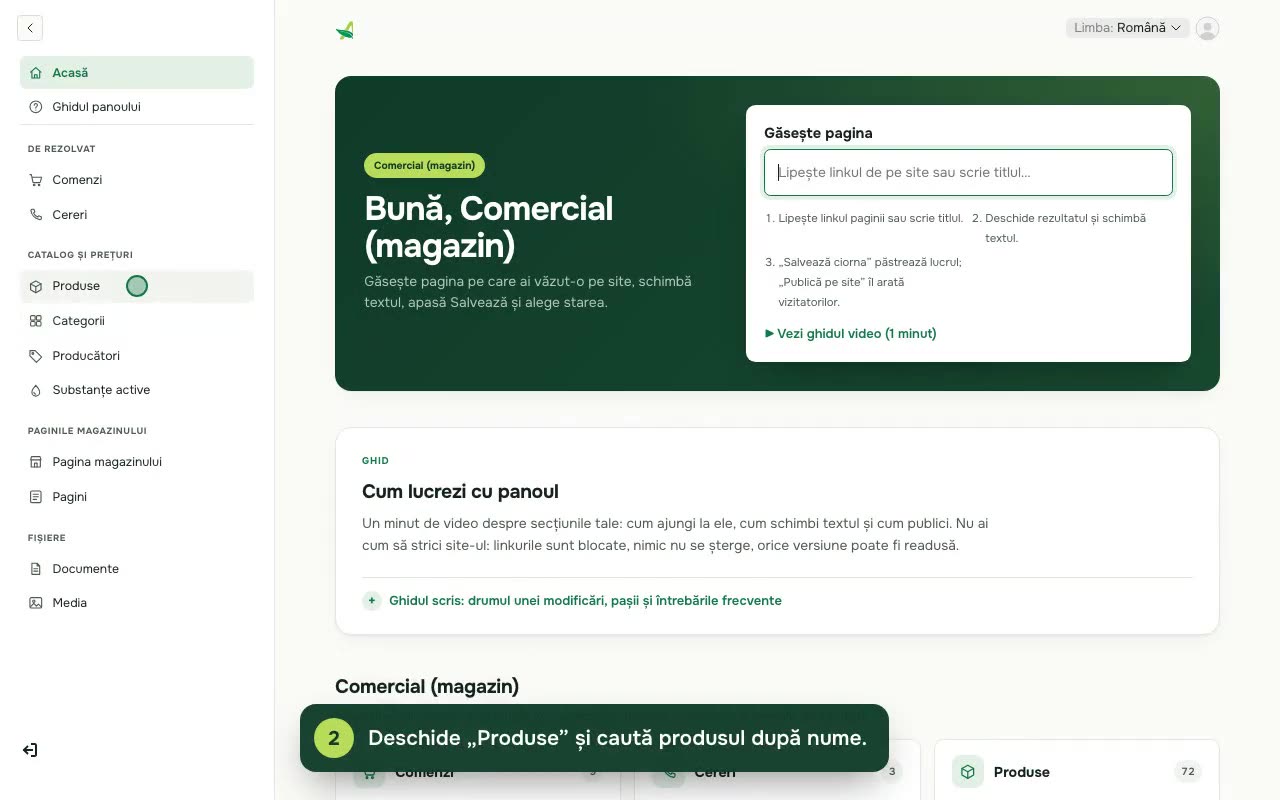 Limba: Română
Acasă
Ghidul panoului
DE REZOLVAT
Comenzi
Cereri
CATALOG ȘI PREȚURI
Produse
Categorii
Producători
Substanțe active
PAGINILE MAGAZINULUI
Pagina magazinului
Pagini
FIȘIERE
Documente
Media
Comercial (magazin)
Bună, Comercial
(magazin)
Găsește pagina pe care ai văzut-o pe site, schimbă
textul, apasă Salvează și alege starea.
Găsește pagina
Lipește linkul de pe site sau scrie titlul...
1. Lipește linkul paginii sau scrie titlul.
2. Deschide rezultatul și schimbă
textul.
3. „Salvează ciorna” păstrează lucrul;
„Publică pe site” îl arată
vizitatorilor.
▶ Vezi ghidul video (1 minut)
GHID
Cum lucrezi cu panoul
Un minut de video despre secțiunile tale: cum ajungi la ele, cum schimbi textul și cum publici. Nu ai
cum să strici site-ul: linkurile sunt blocate, nimic nu se șterge, orice versiune poate fi readusă.
+ Ghidul scris: drumul unei modificări, pașii și întrebările frecvente
Comercial (magazin)
2 Deschide „Produse” și caută produsul după nume.
Comenzi
Cereri 3
Produse 72